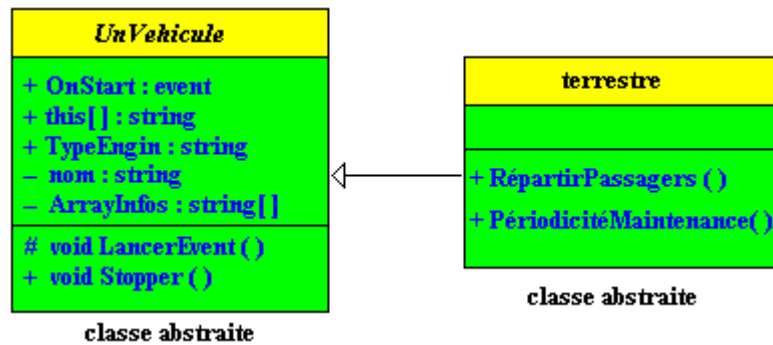 UnVehicule
+ OnStart : event
+ this[] : string
+ TypeEngin : string
– nom : string
– ArrayInfos : string[]
# void LancerEvent ( )
+ void Stopper ( )
classe abstraite
terrestre
+ RépartirPassagers ( )
+ PériodicitéMaintenance()
classe abstraite